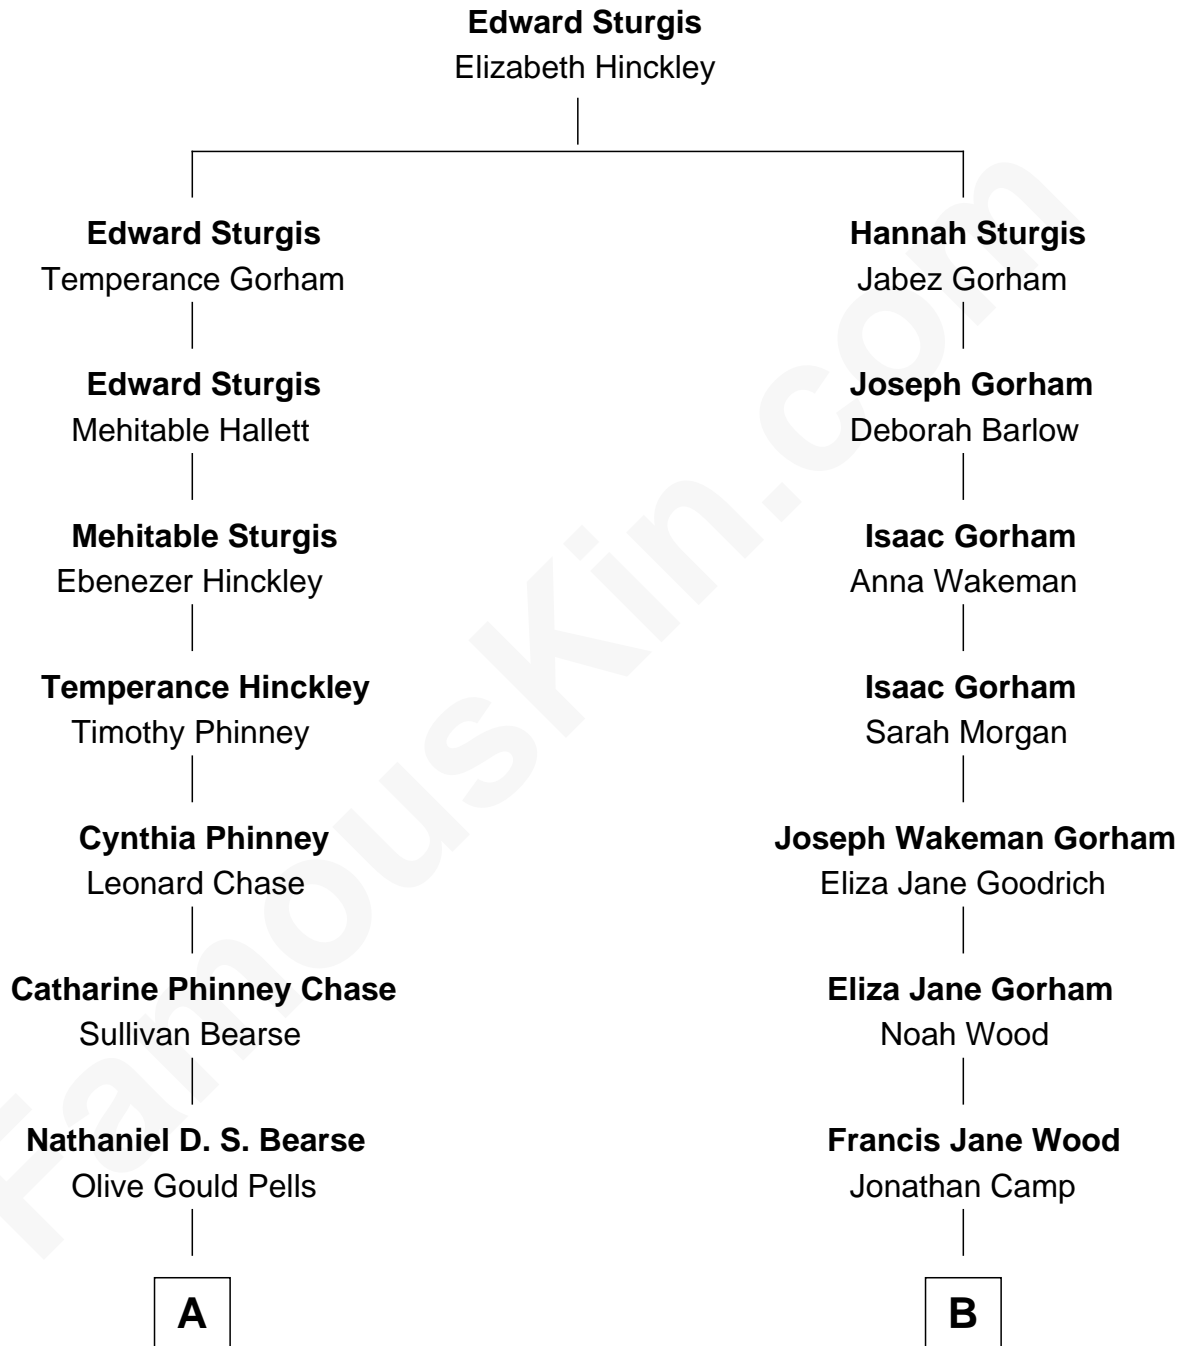 Edward Sturgis
Elizabeth Hinckley
Edward Sturgis
Temperance Gorham
Hannah Sturgis
Jabez Gorham
Edward Sturgis
Mehitable Hallett
Joseph Gorham
Deborah Barlow
Mehitable Sturgis
Ebenezer Hinckley
Isaac Gorham
Anna Wakeman
Temperance Hinckley
Timothy Phinney
Isaac Gorham
Sarah Morgan
Cynthia Phinney
Leonard Chase
Joseph Wakeman Gorham
Eliza Jane Goodrich
Catharine Phinney Chase
Sullivan Bearse
Eliza Jane Gorham
Noah Wood
Nathaniel D. S. Bearse
Olive Gould Pells
Francis Jane Wood
Jonathan Camp
A
B
FamousKin.com